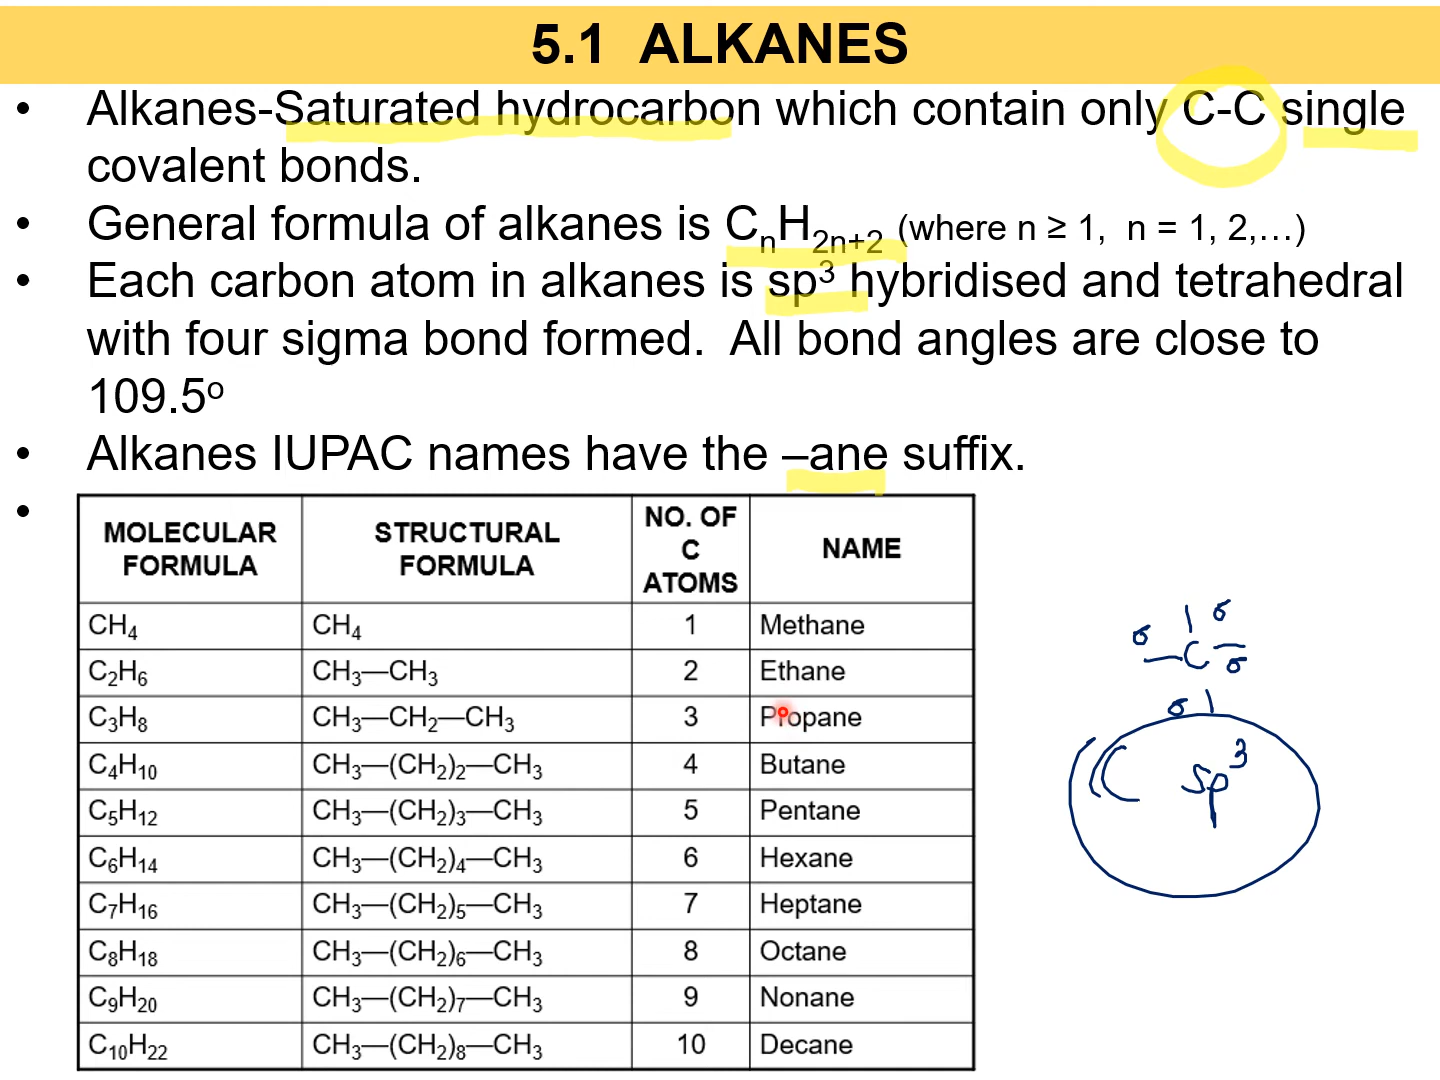 5.1 ALKANES
• Alkanes-Saturated hydrocarbon which contain only C-C single
covalent bonds.
• General formula of alkanes is CₙH₂ₙ₊₂ (where n ≥ 1, n = 1, 2,…)
• Each carbon atom in alkanes is sp³ hybridised and tetrahedral
with four sigma bond formed. All bond angles are close to
109.5º
• Alkanes IUPAC names have the –ane suffix.
•
MOLECULAR FORMULA STRUCTURAL FORMULA NO. OF C ATOMS NAME
CH₄ CH₄ 1 Methane
C₂H₆ CH₃—CH₃ 2 Ethane
C₃H₈ CH₃—CH₂—CH₃ 3 Propane
C₄H₁₀ CH₃—(CH₂)₂—CH₃ 4 Butane
C₅H₁₂ CH₃—(CH₂)₃—CH₃ 5 Pentane
C₆H₁₄ CH₃—(CH₂)₄—CH₃ 6 Hexane
C₇H₁₆ CH₃—(CH₂)₅—CH₃ 7 Heptane
C₈H₁₈ CH₃—(CH₂)₆—CH₃ 8 Octane
C₉H₂₀ CH₃—(CH₂)₇—CH₃ 9 Nonane
C₁₀H₂₂ CH₃—(CH₂)₈—CH₃ 10 Decane
σ σ
C σ
σ
C sp³